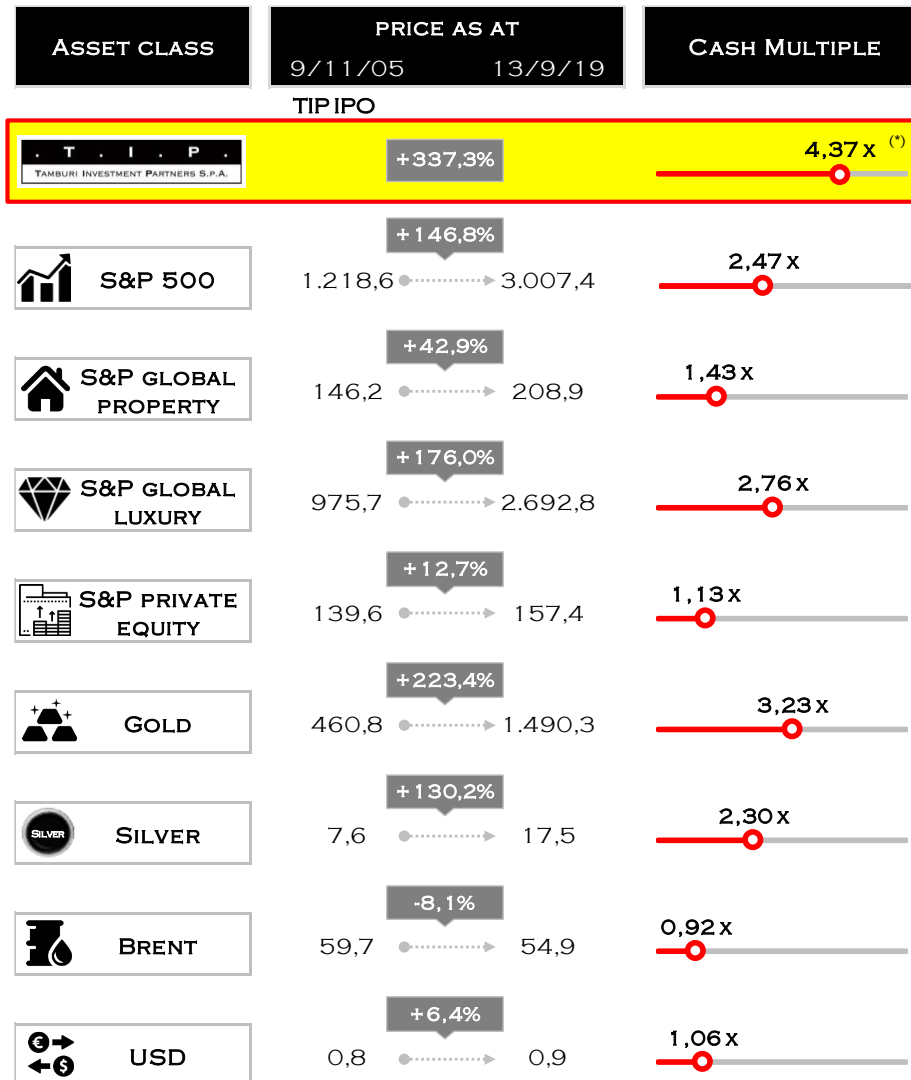 ASSET CLASS
PRICE AS AT
9/11/05 13/9/19
CASH MULTIPLE
TIP IPO
. T . I . P .
TAMBURI INVESTMENT PARTNERS S.P.A.
+337,3%
4,37 x (*)
+146,8%
S&P 500
1.218,6 3.007,4
2,47 x
+42,9%
S&P GLOBAL
PROPERTY
146,2 208,9
1,43 x
+176,0%
S&P GLOBAL
LUXURY
975,7 2.692,8
2,76 x
+12,7%
S&P PRIVATE
EQUITY
139,6 157,4
1,13 x
+223,4%
GOLD
460,8 1.490,3
3,23 x
+130,2%
SILVER
SILVER
7,6 17,5
2,30 x
-8,1%
BRENT
59,7 54,9
0,92 x
+6,4%
€
$
USD
0,8 0,9
1,06 x